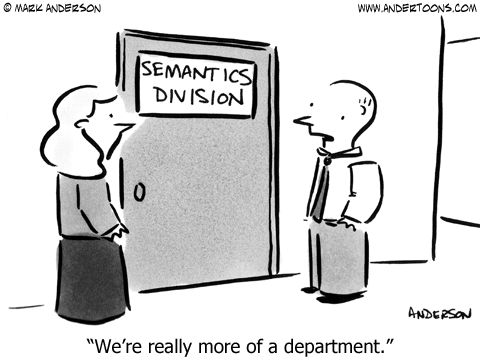 © MARK ANDERSON
WWW.ANDERTOONS.COM
SEMANTICS
DIVISION
ANDERSON
“We’re really more of a department.”